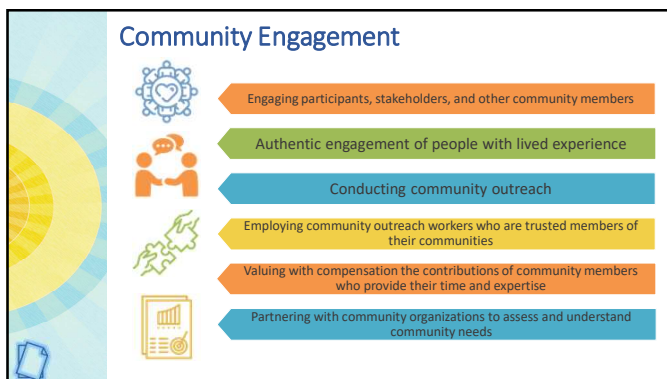 Community Engagement
Engaging participants, stakeholders, and other community members
Authentic engagement of people with lived experience
Conducting community outreach
Employing community outreach workers who are trusted members of
their communities
Valuing with compensation the contributions of community members
who provide their time and expertise
Partnering with community organizations to assess and understand
community needs